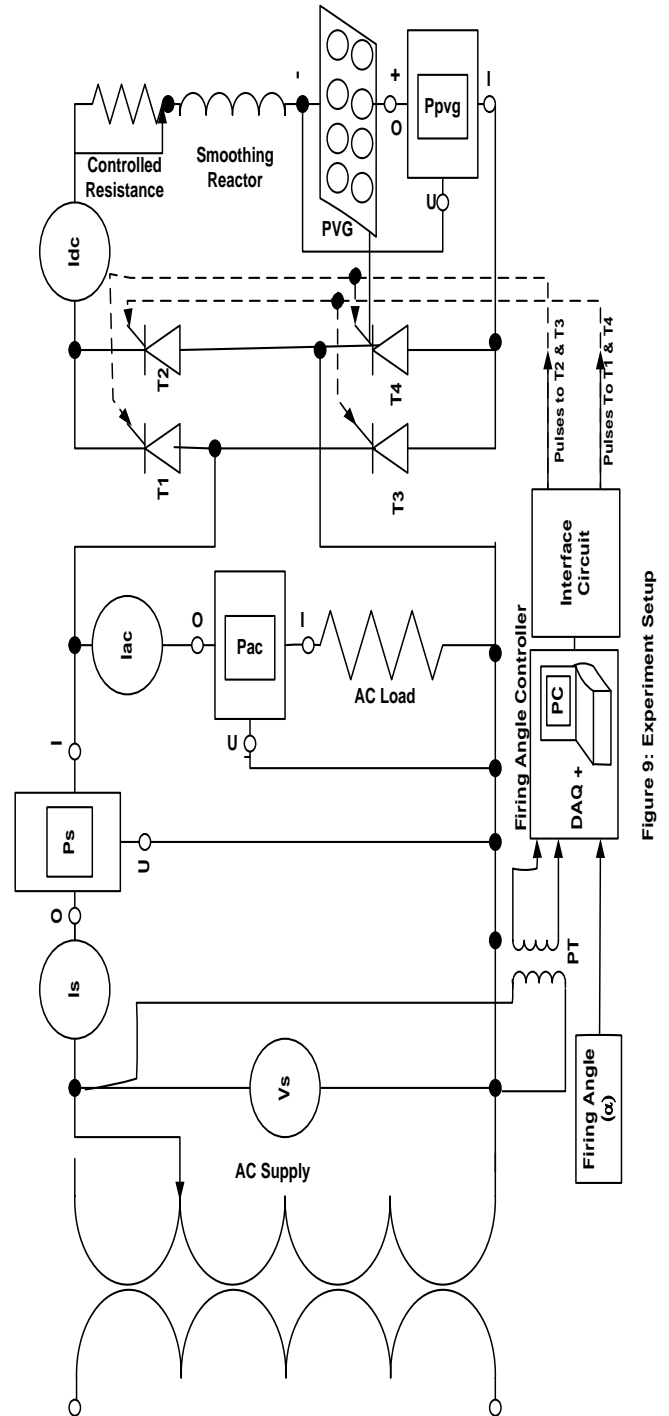 Idc
Controlled
Resistance
Smoothing
Reactor
-
PVG
+
O
Ppvg
I
U
T1
T2
T3
T4
Pulses to T2 & T3
Pulses To T1 & T4
Iac
O
Pac
I
U
AC Load
Firing Angle Controller
DAQ +
PC
Interface
Circuit
O
Ps
I
U
Is
Vs
AC Supply
PT
Firing Angle
(α)
Figure 9: Experiment Setup